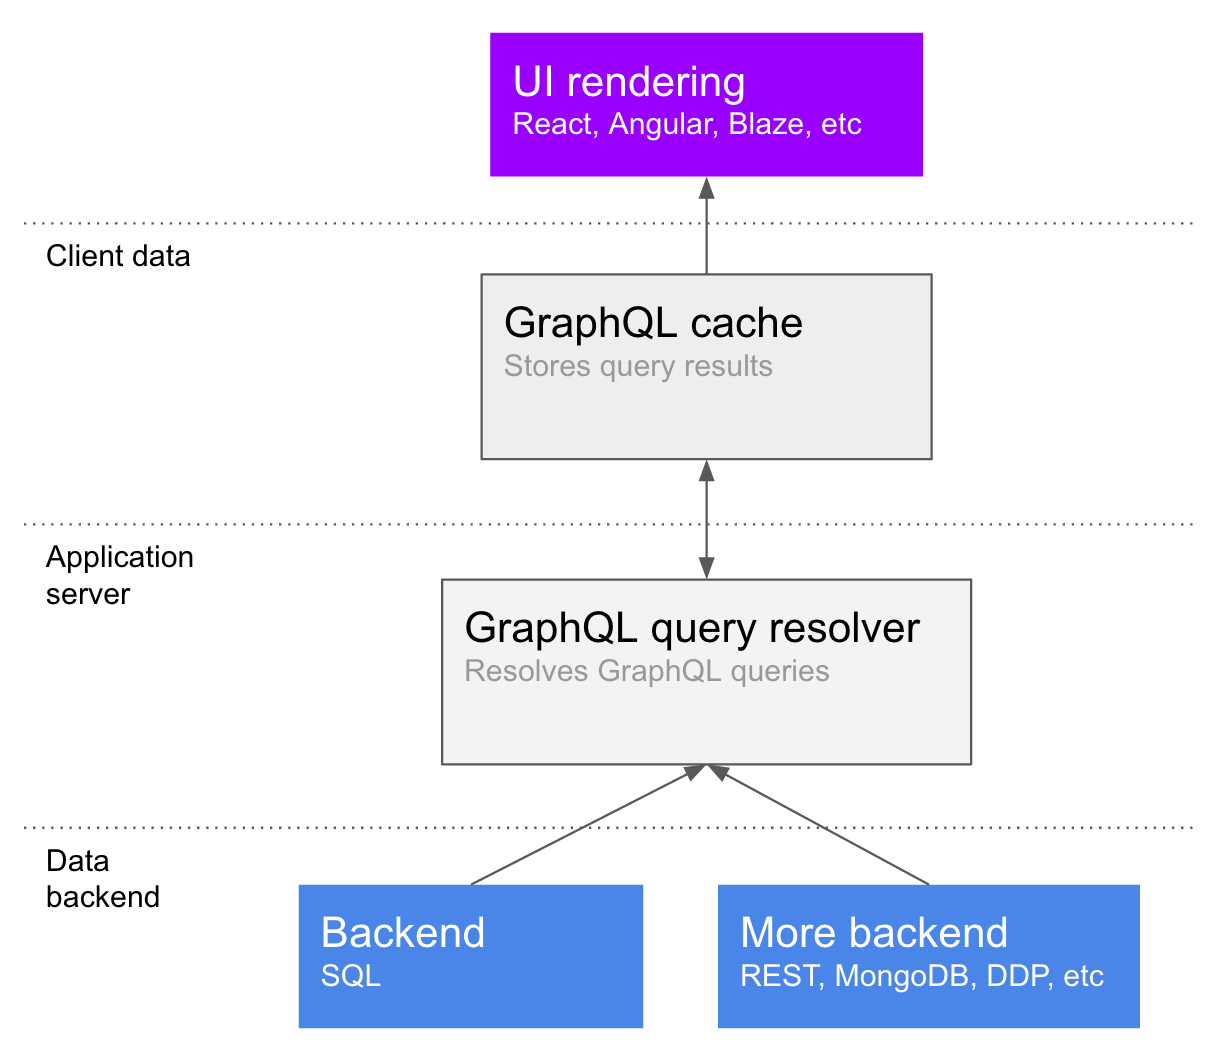 UI rendering
React, Angular, Blaze, etc
Client data
GraphQL cache
Stores query results
Application
server
GraphQL query resolver
Resolves GraphQL queries
Data
backend
Backend
SQL
More backend
REST, MongoDB, DDP, etc